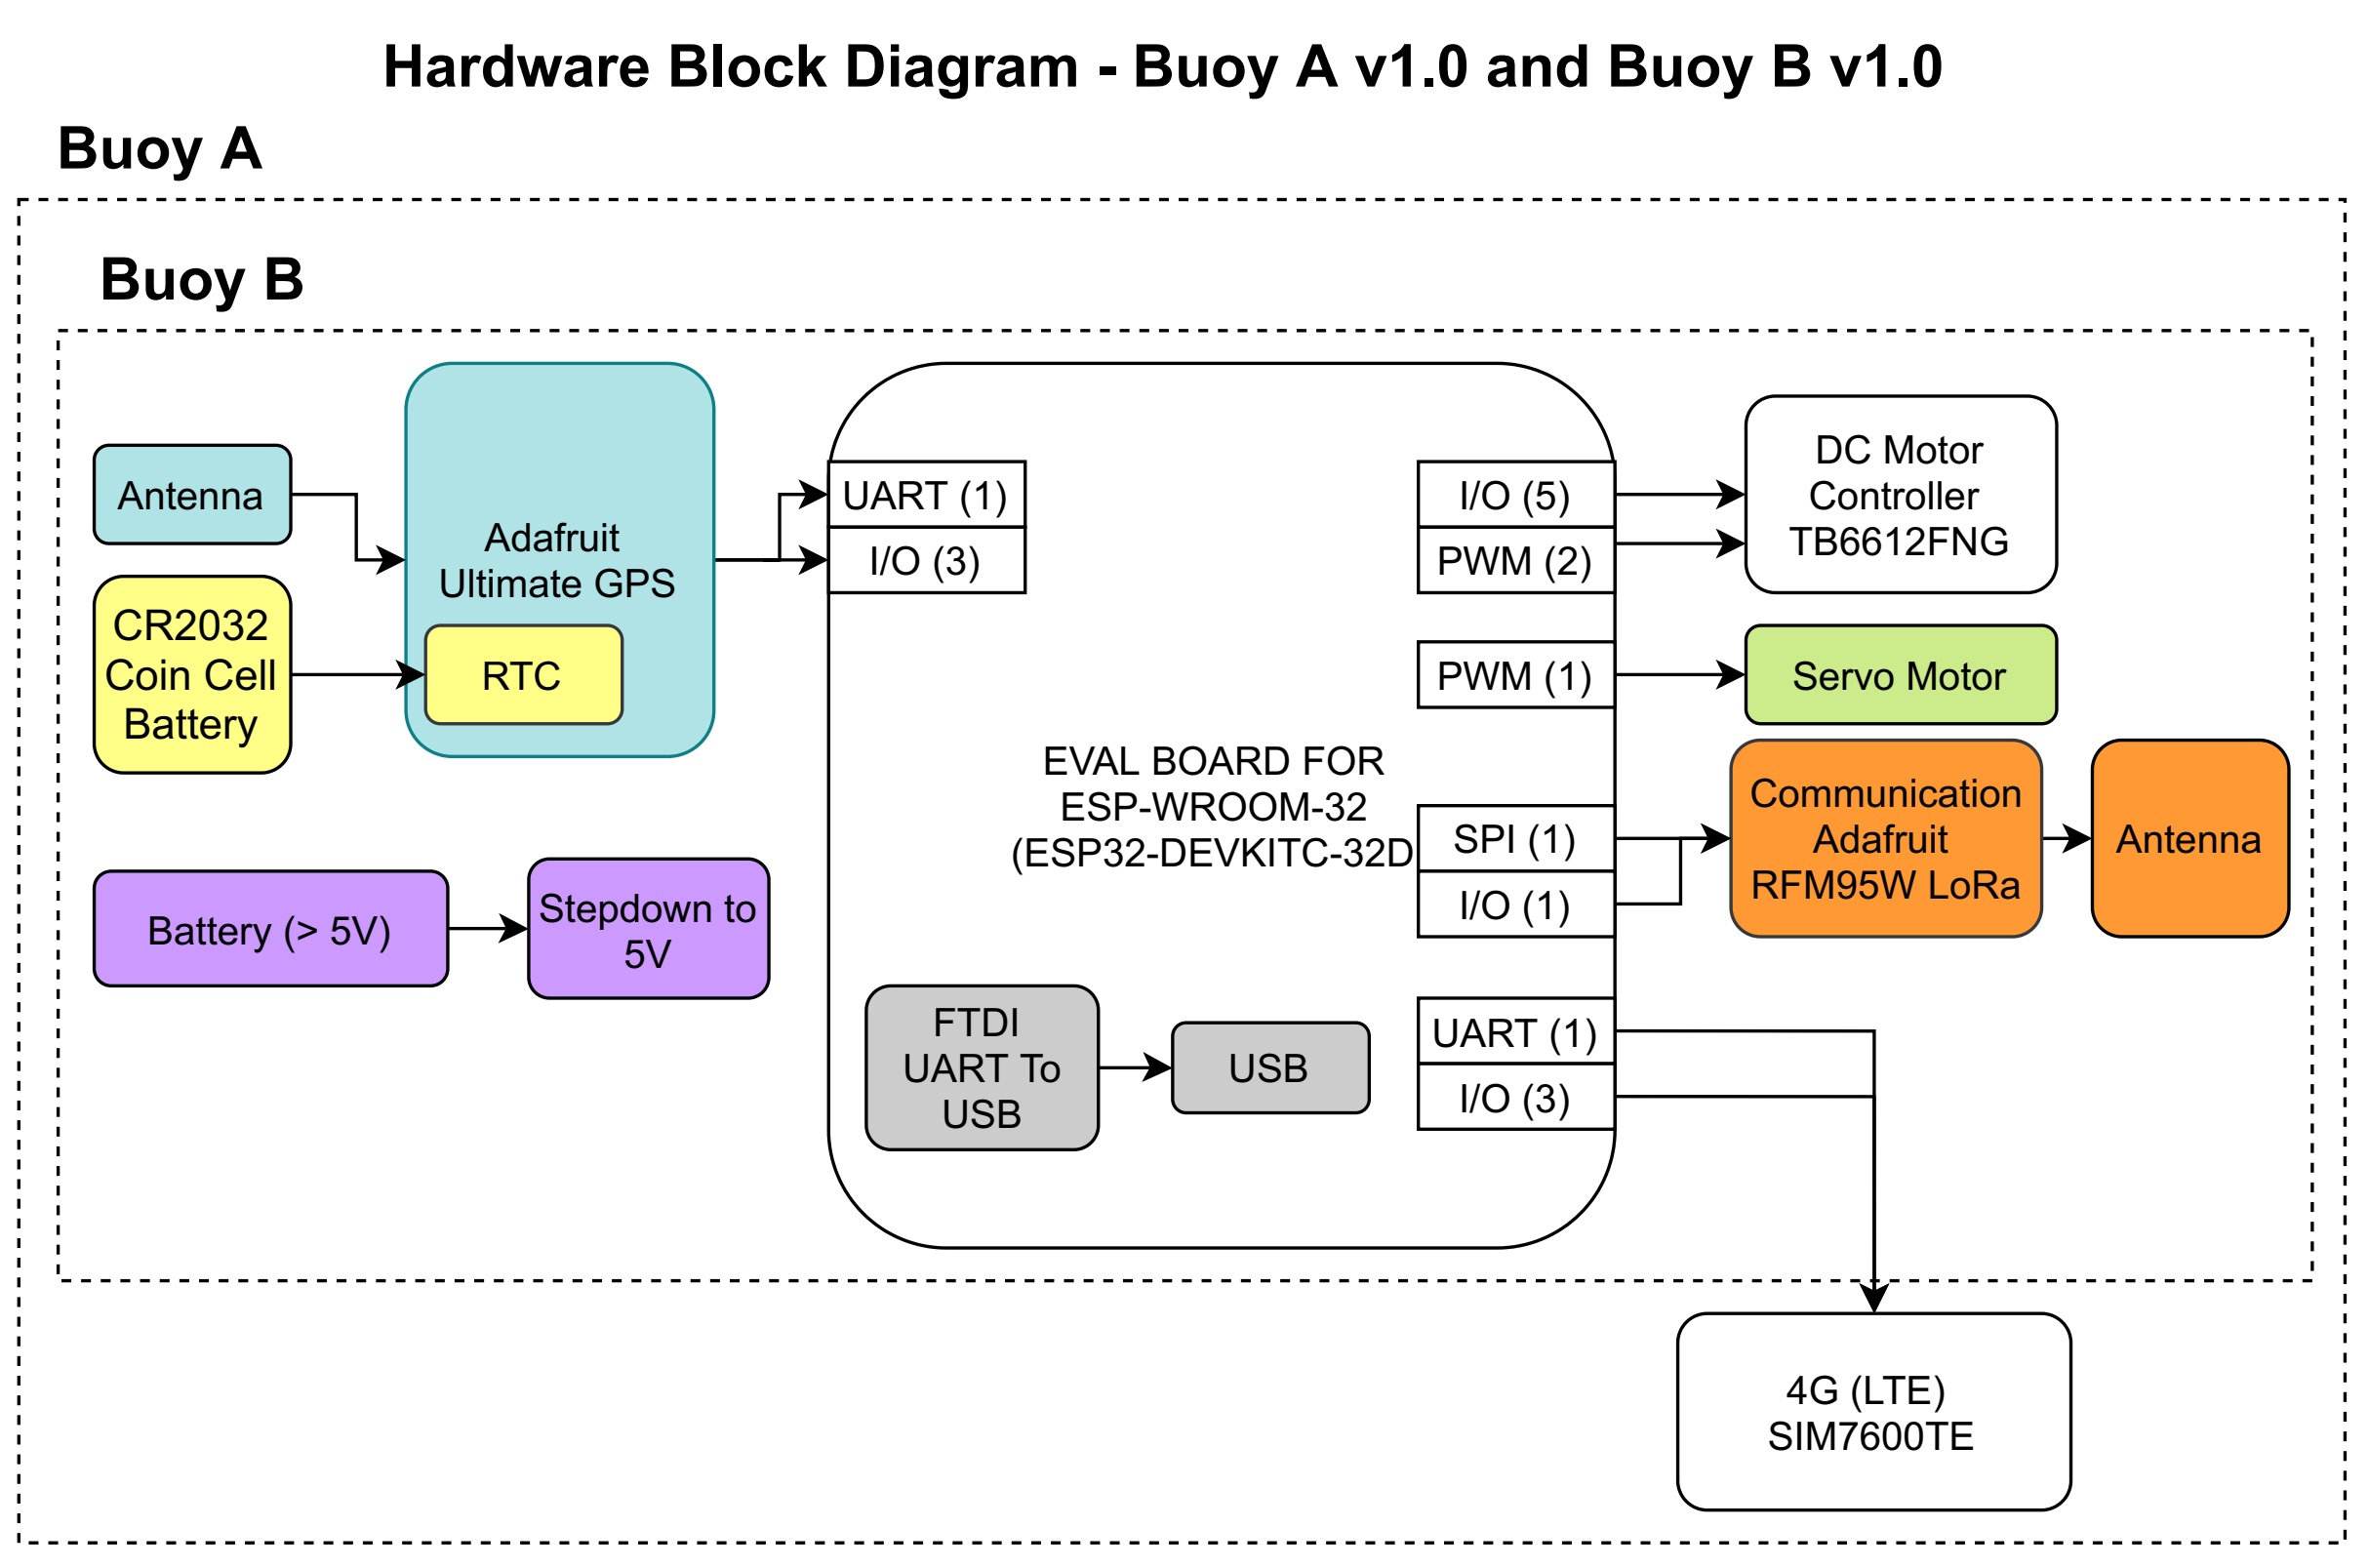 Hardware Block Diagram - Buoy A v1.0 and Buoy B v1.0
Buoy A
Buoy B
Antenna
CR2032
Coin Cell
Battery
Adafruit
Ultimate GPS
RTC
Battery (> 5V)
Stepdown to
5V
UART (1)
I/O (3)
EVAL BOARD FOR
ESP-WROOM-32
(ESP32-DEVKITC-32D
FTDI
UART To
USB
USB
I/O (5)
PWM (2)
PWM (1)
SPI (1)
I/O (1)
UART (1)
I/O (3)
DC Motor
Controller
TB6612FNG
Servo Motor
Communication
Adafruit
RFM95W LoRa
Antenna
4G (LTE)
SIM7600TE